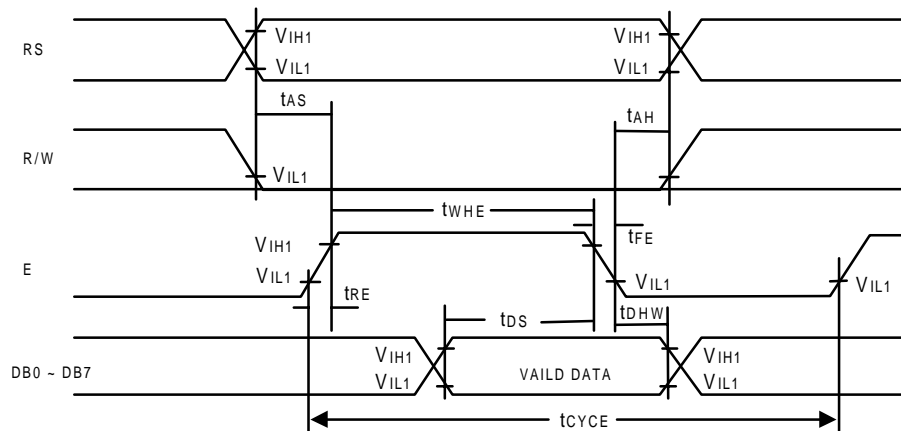 RS
VIH1
VIL1
VIH1
VIL1
tAS
tAH
R/W
VIL1
tWHE
tFE
E
VIH1
VIL1
VIL1
VIL1
tRE
tDS
tDHW
DB0 ~ DB7
VIH1
VIL1
VAILD DATA
VIH1
VIL1
tCYCE